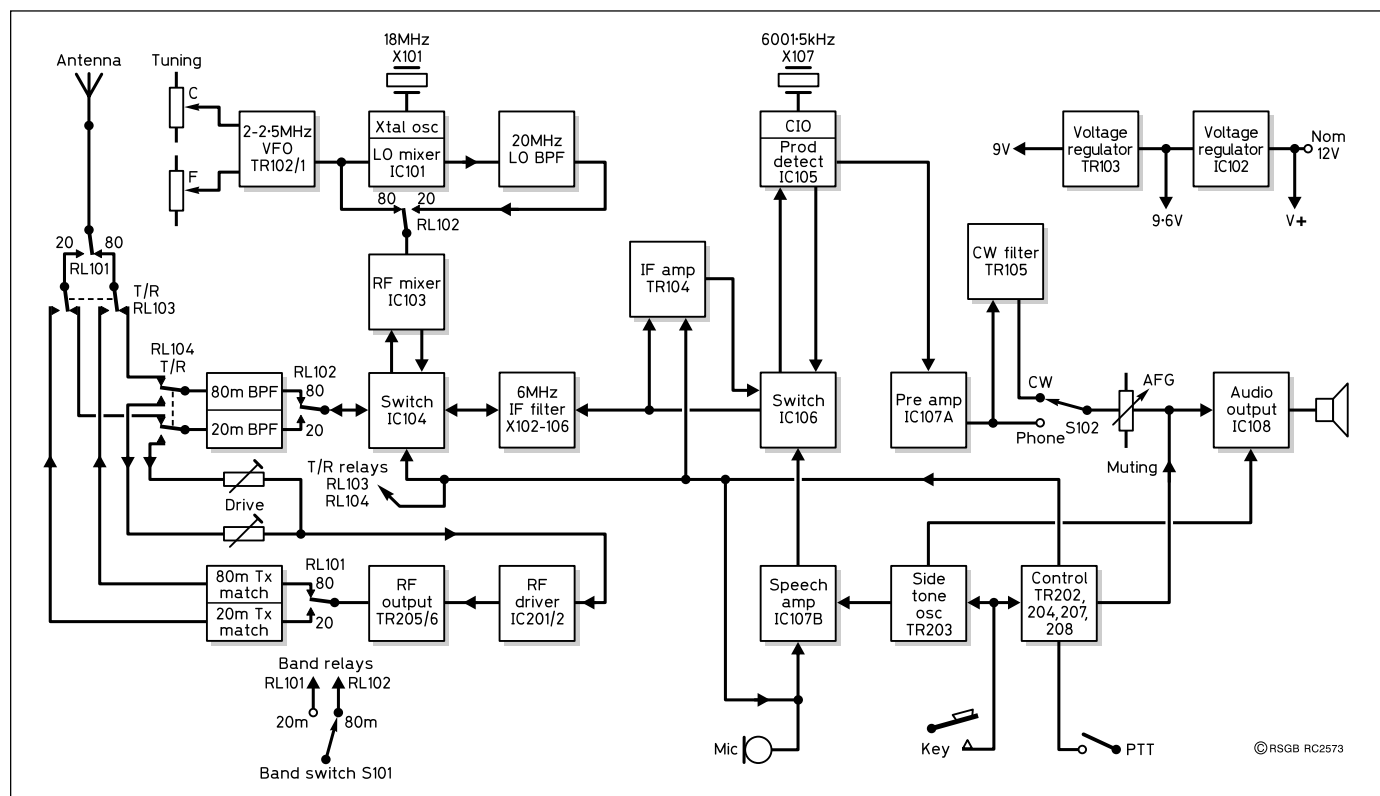 Antenna
Tuning
C
F
2-2·5MHz
VFO
TR102/1
18MHz
X101
Xtal osc
LO mixer
IC101
20MHz
LO BPF
80
20
RL102
6001·5kHz
X107
CIO
Prod
detect
IC105
9V
Voltage
regulator
TR103
Voltage
regulator
IC102
Nom
12V
9·6V
V+
20
80
RL101
T/R
RL103
RF mixer
IC103
IF amp
TR104
CW filter
TR105
RL104
T/R
80m BPF
20m BPF
RL102
80
20
Switch
IC104
6MHz
IF filter
X102-106
Switch
IC106
Pre amp
IC107A
CW
Phone
S102
AFG
Muting
Audio
output
IC108
T/R relays
RL103
RL104
Drive
80m Tx
match
20m Tx
match
RL101
80
20
RF
output
TR205/6
RF
driver
IC201/2
Speech
amp
IC107B
Side
tone
osc
TR203
Control
TR202,
204,207,
208
Band relays
RL101
RL102
20m
80m
Band switch S101
Mic
Key
PTT
©RSGB RC2573